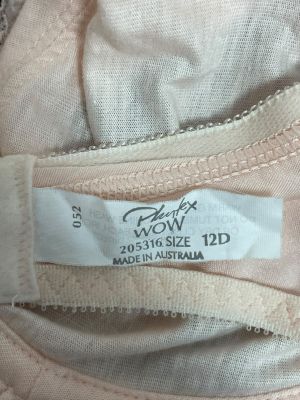 052
Playtex
WOW
205316 SIZE 12D
MADE IN AUSTRALIA